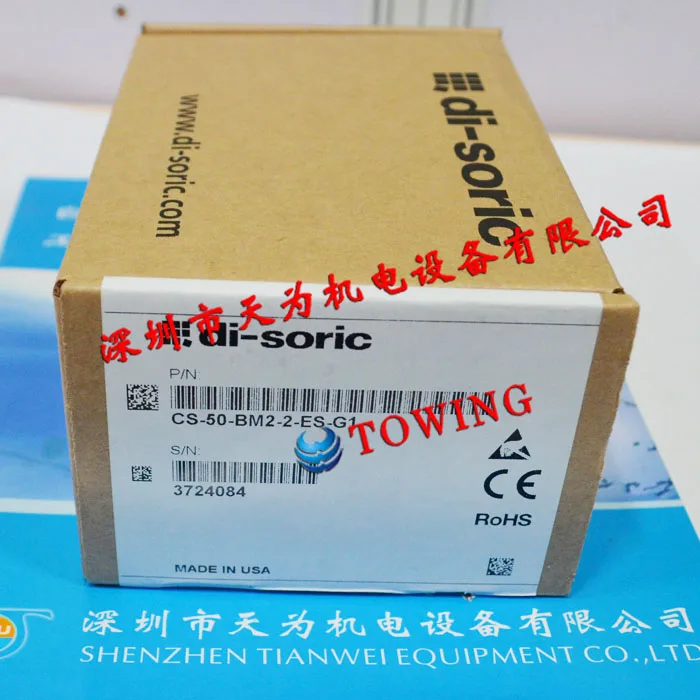 www.di-soric.com
di-soric
深圳市天为机电设备有限公司
di-soric
P/N:
CS-50-BM2-2-ES-G1
TOWING
S/N:
3724084
CE
RoHS
MADE IN USA
深圳市天为机电设备有限公司
SHENZHEN TIANWEI EQUIPMENT CO.,LTD